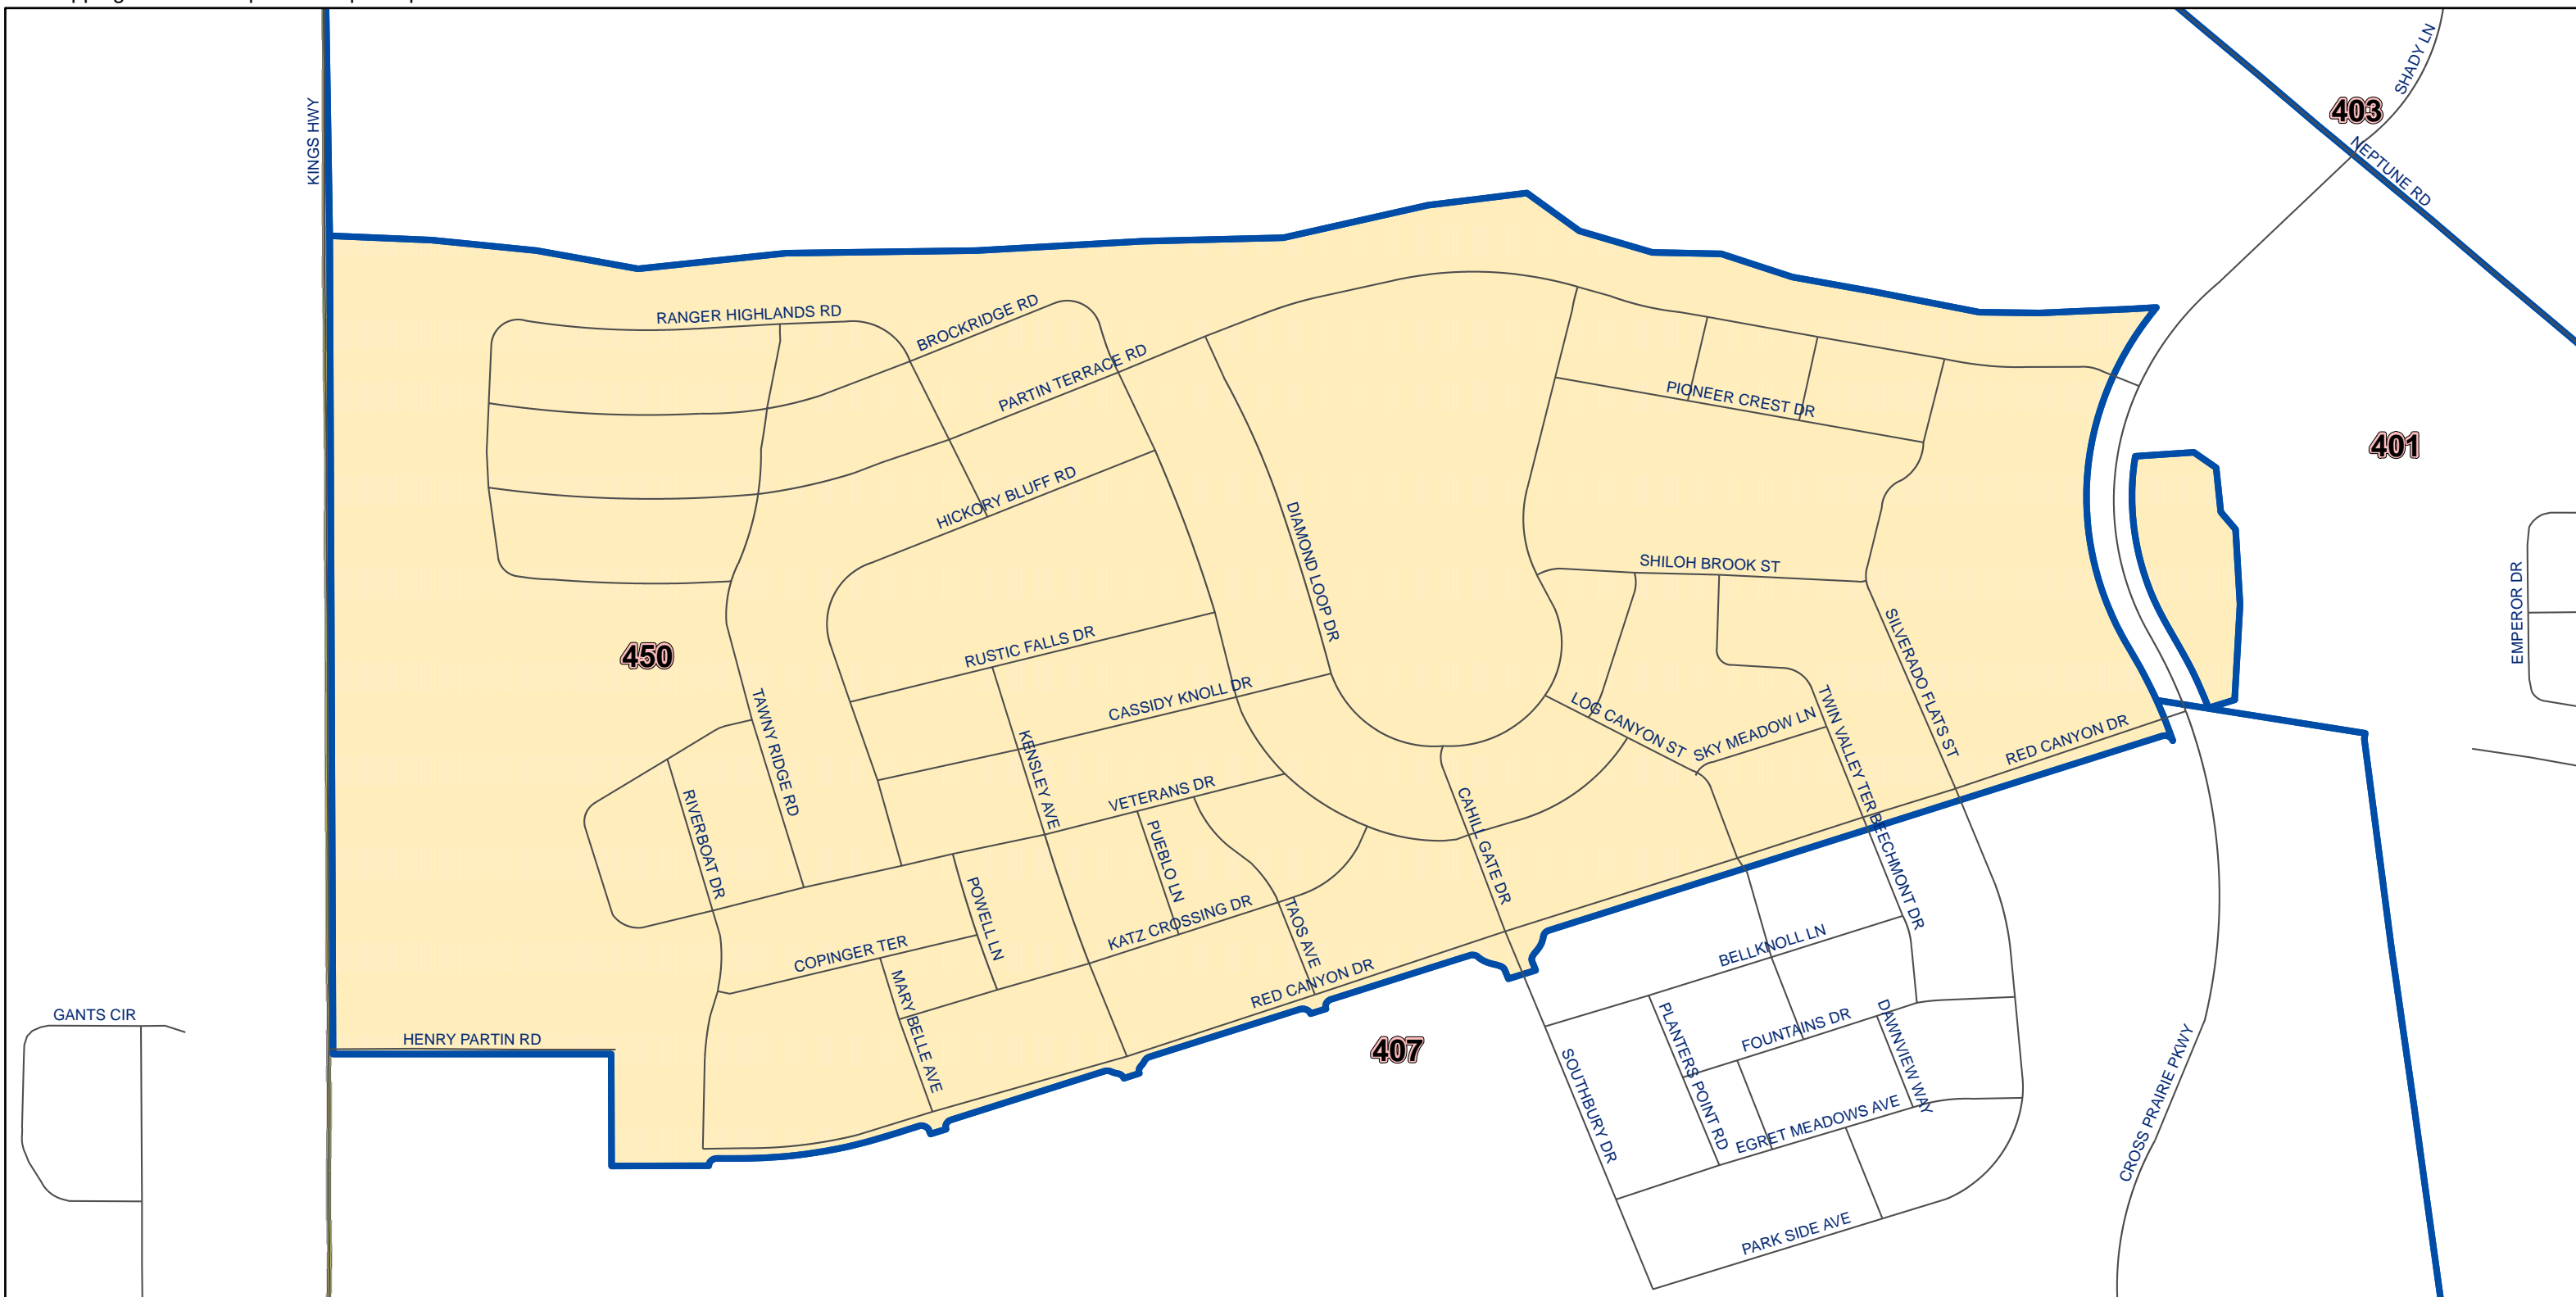 SHADY LN
403
KINGS HWY
NEPTUNE RD
RANGER HIGHLANDS RD
BROCKRIDGE RD
PARTIN TERRACE RD
PIONEER CREST DR
401
HICKORY BLUFF RD
DIAMOND LOOP DR
SHILOH BROOK ST
EMPEROR DR
450
RUSTIC FALLS DR
SILVERADO FLATS ST
CASSIDY KNOLL DR
TAWNY RIDGE RD
LOG CANYON ST
SKY MEADOW LN
TWIN VALLEY TER
RED CANYON DR
KENSLEY AVE
VETERANS DR
RIVERBOAT DR
PUEBLO LN
CAHILL GATE DR
BEECHMONT DR
POWELL LN
KATZ CROSSING DR
TAOS AVE
COPINGER TER
BELLKNOLL LN
MARY BELLE AVE
RED CANYON DR
GANTS CIR
HENRY PARTIN RD
407
PLANTERS POINT RD
FOUNTAINS DR
DAWNVIEW WAY
SOUTHBURY DR
EGRET MEADOWS AVE
CROSS PRAIRIE PKWY
PARK SIDE AVE